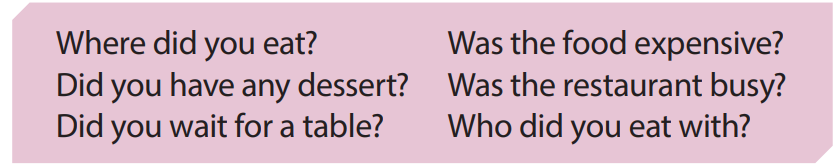 Where did you eat?
Did you have any dessert?
Did you wait for a table?
Was the food expensive?
Was the restaurant busy?
Who did you eat with?